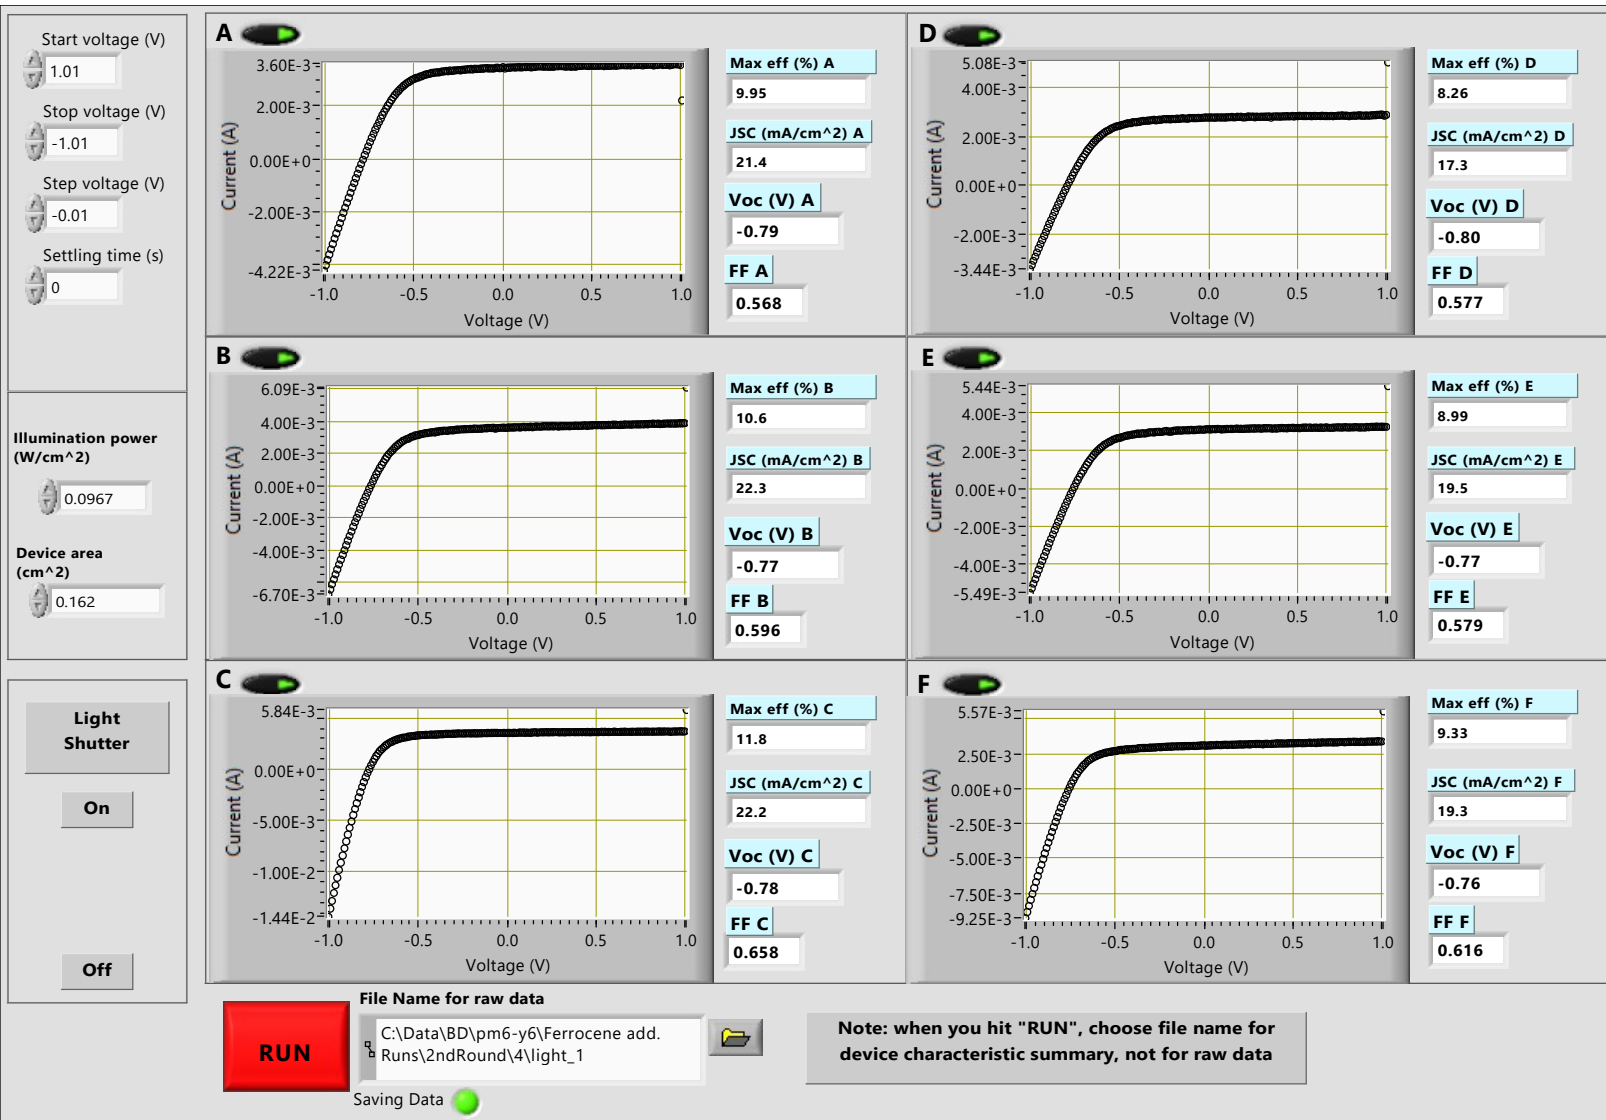 Start voltage (V)
1.01
Stop voltage (V)
-1.01
Step voltage (V)
-0.01
Settling time (s)
0
Illumination power
(W/cm^2)
0.0967
Device area
(cm^2)
0.162
Light
Shutter
On
Off
A
3.60E-3
2.00E-3
0.00E+0
-2.00E-3
-4.22E-3
Current (A)
-1.0 -0.5 0.0 0.5 1.0
Voltage (V)
Max eff (%) A
9.95
JSC (mA/cm^2) A
21.4
Voc (V) A
-0.79
FF A
0.568
D
5.08E-3
4.00E-3
2.00E-3
0.00E+0
-2.00E-3
-3.44E-3
Current (A)
-1.0 -0.5 0.0 0.5 1.0
Voltage (V)
Max eff (%) D
8.26
JSC (mA/cm^2) D
17.3
Voc (V) D
-0.80
FF D
0.577
B
6.09E-3
4.00E-3
2.00E-3
0.00E+0
-2.00E-3
-4.00E-3
-6.70E-3
Current (A)
-1.0 -0.5 0.0 0.5 1.0
Voltage (V)
Max eff (%) B
10.6
JSC (mA/cm^2) B
22.3
Voc (V) B
-0.77
FF B
0.596
E
5.44E-3
4.00E-3
2.00E-3
0.00E+0
-2.00E-3
-4.00E-3
-5.49E-3
Current (A)
-1.0 -0.5 0.0 0.5 1.0
Voltage (V)
Max eff (%) E
8.99
JSC (mA/cm^2) E
19.5
Voc (V) E
-0.77
FF E
0.579
C
5.84E-3
0.00E+0
-5.00E-3
-1.00E-2
-1.44E-2
Current (A)
-1.0 -0.5 0.0 0.5 1.0
Voltage (V)
Max eff (%) C
11.8
JSC (mA/cm^2) C
22.2
Voc (V) C
-0.78
FF C
0.658
F
5.57E-3
2.50E-3
0.00E+0
-2.50E-3
-5.00E-3
-7.50E-3
-9.25E-3
Current (A)
-1.0 -0.5 0.0 0.5 1.0
Voltage (V)
Max eff (%) F
9.33
JSC (mA/cm^2) F
19.3
Voc (V) F
-0.76
FF F
0.616
RUN
File Name for raw data
C:\Data\BD\pm6-y6\Ferrocene add.
Runs\2ndRound\4\light_1
Saving Data
Note: when you hit "RUN", choose file name for
device characteristic summary, not for raw data